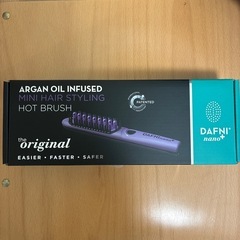 ARGAN OIL INFUSED
MINI HAIR STYLING
HOT BRUSH
PATENTED
the
original
EASIER • FASTER • SAFER
DAFNI
nano+